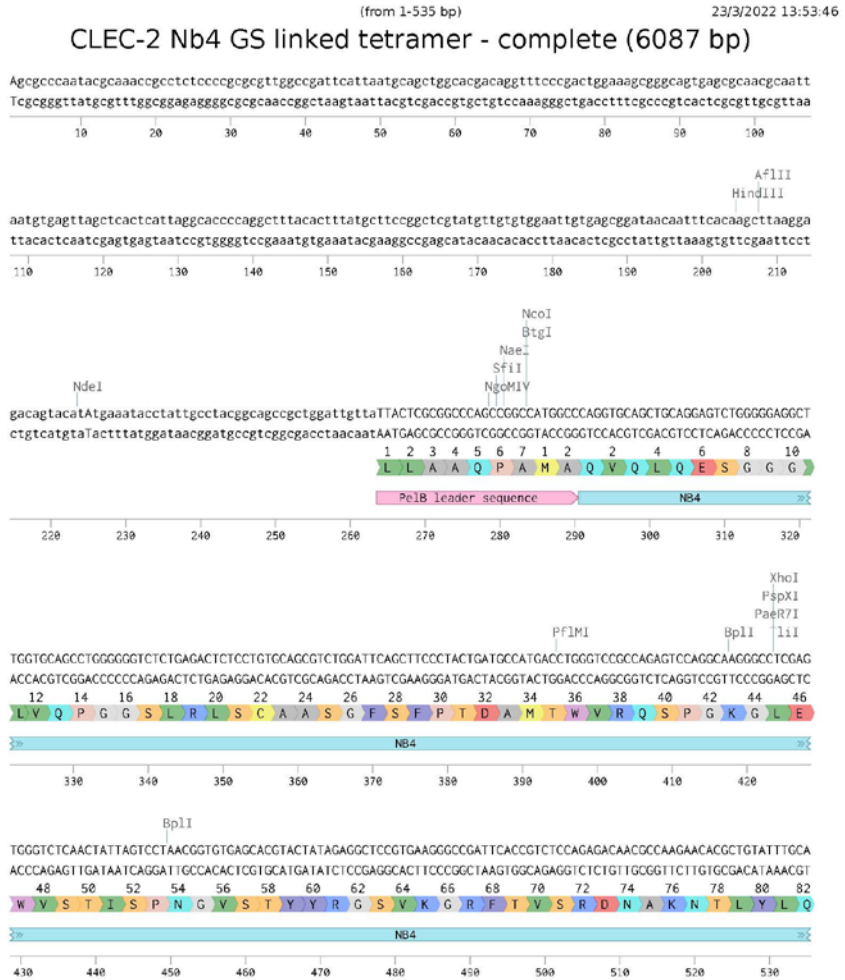 (from 1-535 bp)
23/3/2022 13:53:46
CLEC-2 Nb4 GS linked tetramer - complete (6087 bp)
Agcgcccaatacgcaaaccgcctctccccgcgcgttggccgattcattaatgcagctggcacgacaggtttcccgactggaaagcgggcagtgagcgcaacgcaatt
Tcgcgggttatgcgtttggcggagaggggcgcgcaaccggctaagtaattacgtcgaccgtgctgtccaaagggctgacctttcgcccgtcactcgcgttgcgttaa
10 20 30 40 50 60 70 80 90 100
AflII
HindIII
aatgtgagttagctcactcattaggcaccccaggctttacactttatgcttccggctcgtatgttgtgtggaattgtgagcggataacaatttcacaagcttaagga
ttacactcaatcgagtgagtaatccgtggggtccgaaatgtgaaatacgaaggccgagcatacaacacaccttaacactcgcctattgttaaagtgttcgaattcct
110 120 130 140 150 160 170 180 190 200 210
NcoI
BtgI
NaeI
SfiI
NdeI NgoMIV
gacagtacatAtgaaatacctattgcctacggcagccgctggattgttaTTACTCGCGGCCCAGCCGGCCATGGCCCAGGTGCAGCTGCAGGAGTCTGGGGGAGGCT
ctgtcatgtaTactttatggataacggatgccgtcggcgacctaacaatAATGAGCGCCGGGTCGGCCGGTACCGGGTCCACGTCGACGTCCTCAGACCCCCTCCGA
1 2 3 4 5 6 7 1 2 2 4 6 8 10
L L A A Q P A M A Q V Q L Q E S G G G
PelB leader sequence NB4
220 230 240 250 260 270 280 290 300 310 320
XhoI
PspXI
PaeR7I
PflMI BplI TliI
TGGTGCAGCCTGGGGGGTCTCTGAGACTCTCCTGTGCAGCGTCTGGATTCAGCTTCCCTACTGATGCCATGACCTGGGTCCGCCAGAGTCCAGGCAAGGGCCTCGAG
ACCACGTCGGACCCCCCAGAGACTCTGAGAGGACACGTCGCAGACCTAAGTCGAAGGGATGACTACGGTACTGGACCCAGGCGGTCTCAGGTCCGTTCCCGGAGCTC
12 14 16 18 20 22 24 26 28 30 32 34 36 38 40 42 44 46
L V Q P G G S L R L S C A A S G F S F P T D A M T W V R Q S P G K G L E
NB4
330 340 350 360 370 380 390 400 410 420
BplI
TGGGTCTCAACTATTAGTCCTAACGGTGTGAGCACGTACTATAGAGGCTCCGTGAAGGGCCGATTCACCGTCTCCAGAGACAACGCCAAGAACACGCTGTATTTGCA
ACCCAGAGTTGATAATCAGGATTGCCACACTCGTGCATGATATCTCCGAGGCACTTCCCGGCTAAGTGGCAGAGGTCTCTGTTGCGGTTCTTGTGCGACATAAACGT
48 50 52 54 56 58 60 62 64 66 68 70 72 74 76 78 80 82
W V S T I S P N G V S T Y Y R G S V K G R F T V S R D N A K N T L Y L Q
NB4
430 440 450 460 470 480 490 500 510 520 530